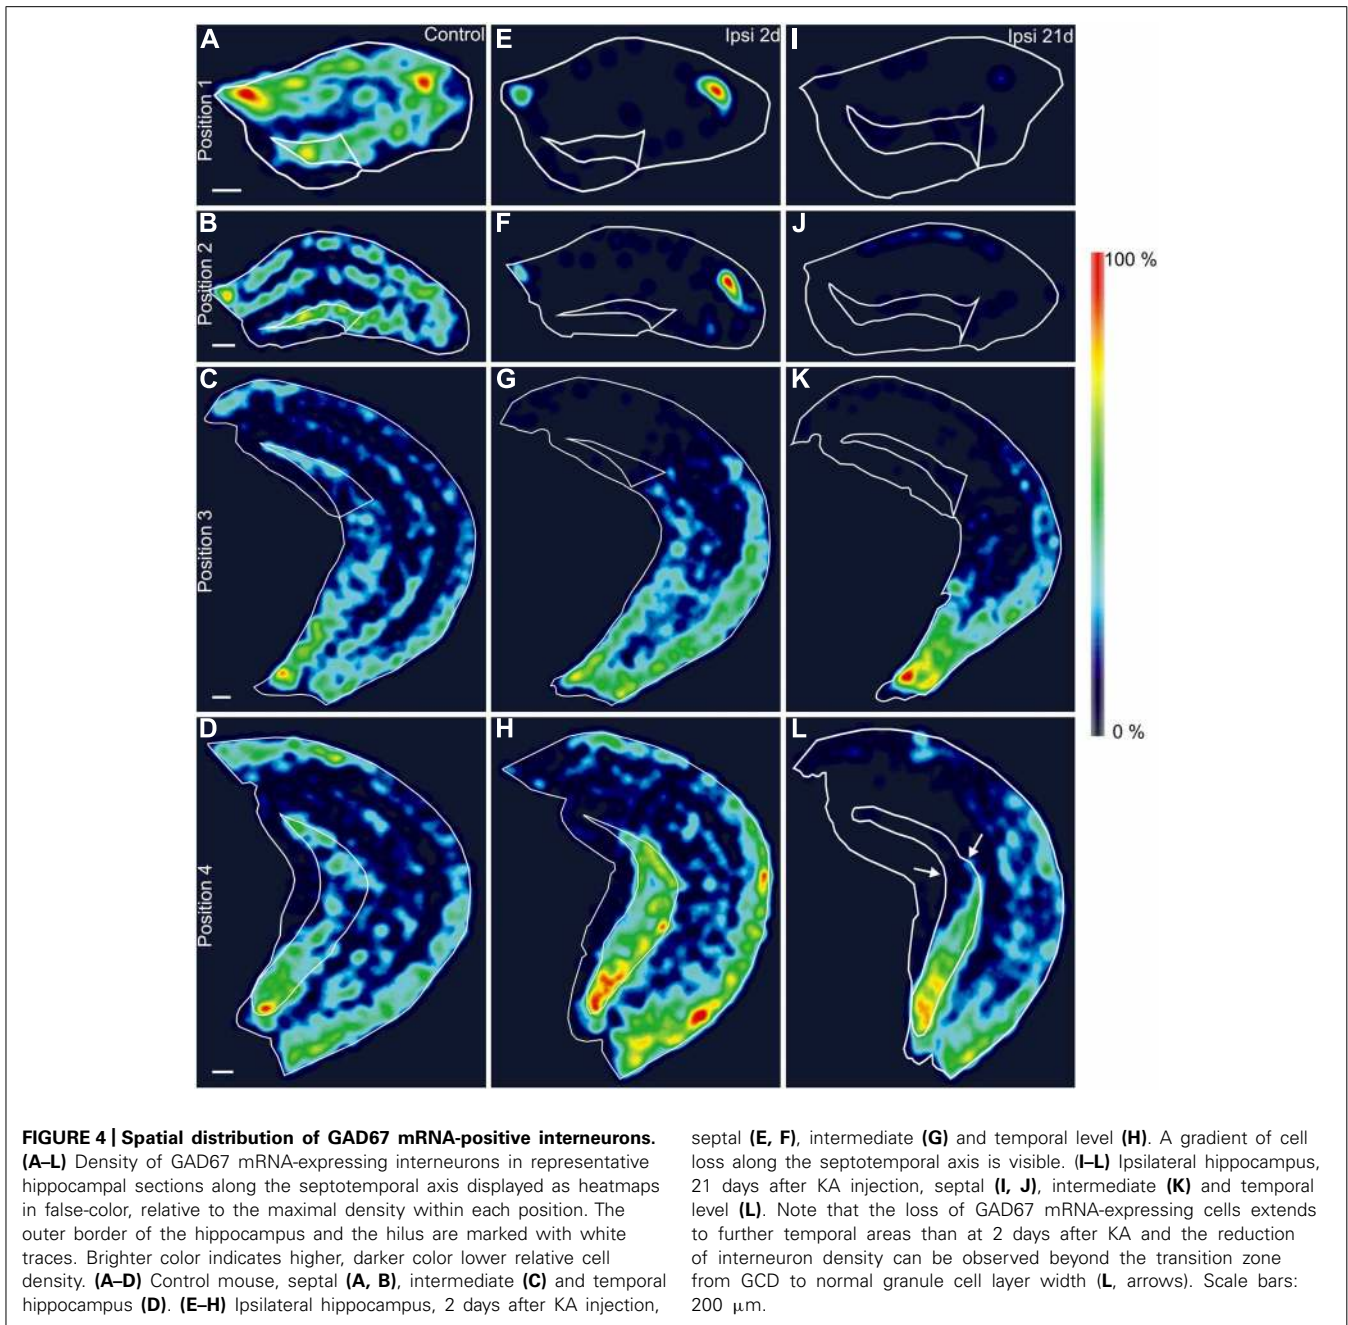 A Control E Ipsi 2d I Ipsi 21d
Position 1
B F J
Position 2
100 %
C G K
Position 3
D H L
0 %
Position 4
FIGURE 4 | Spatial distribution of GAD67 mRNA-positive interneurons.
(A–L) Density of GAD67 mRNA-expressing interneurons in representative
hippocampal sections along the septotemporal axis displayed as heatmaps
in false-color, relative to the maximal density within each position. The
outer border of the hippocampus and the hilus are marked with white
traces. Brighter color indicates higher, darker color lower relative cell
density. (A–D) Control mouse, septal (A, B), intermediate (C) and temporal
hippocampus (D). (E–H) Ipsilateral hippocampus, 2 days after KA injection,
septal (E, F), intermediate (G) and temporal level (H). A gradient of cell
loss along the septotemporal axis is visible. (I–L) Ipsilateral hippocampus,
21 days after KA injection, septal (I, J), intermediate (K) and temporal
level (L). Note that the loss of GAD67 mRNA-expressing cells extends
to further temporal areas than at 2 days after KA and the reduction
of interneuron density can be observed beyond the transition zone
from GCD to normal granule cell layer width (L, arrows). Scale bars:
200 μm.